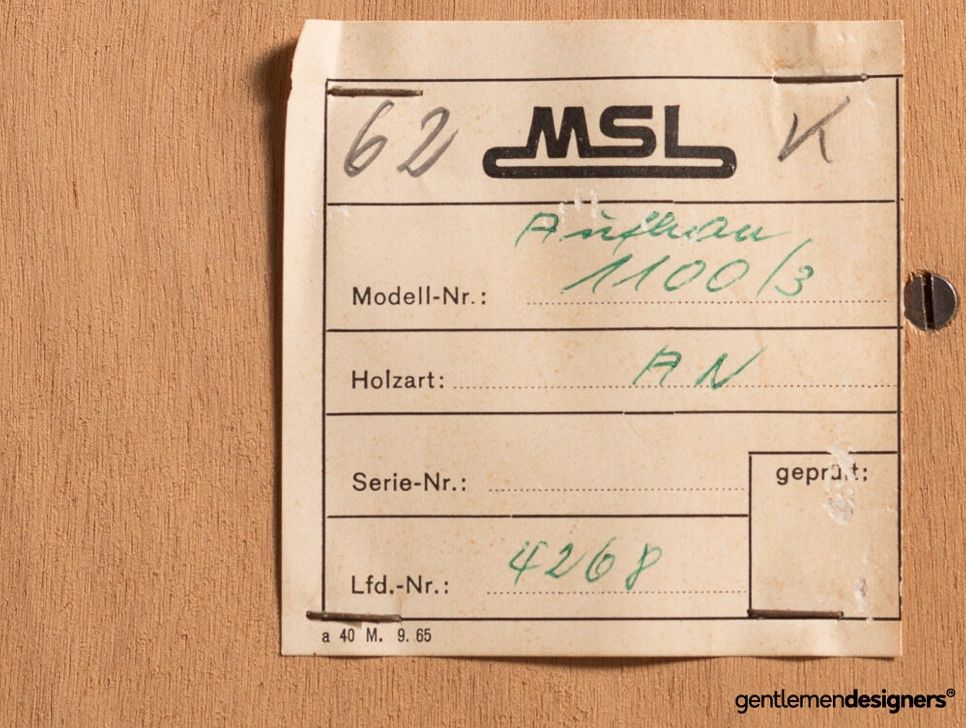 62 MSL K
Aufbau
Modell-Nr.: 1100/3
Holzart: AN
Serie-Nr.:
geprüft:
Lfd.-Nr.: 4268
a 40 M. 9.65
gentlemendesigners®